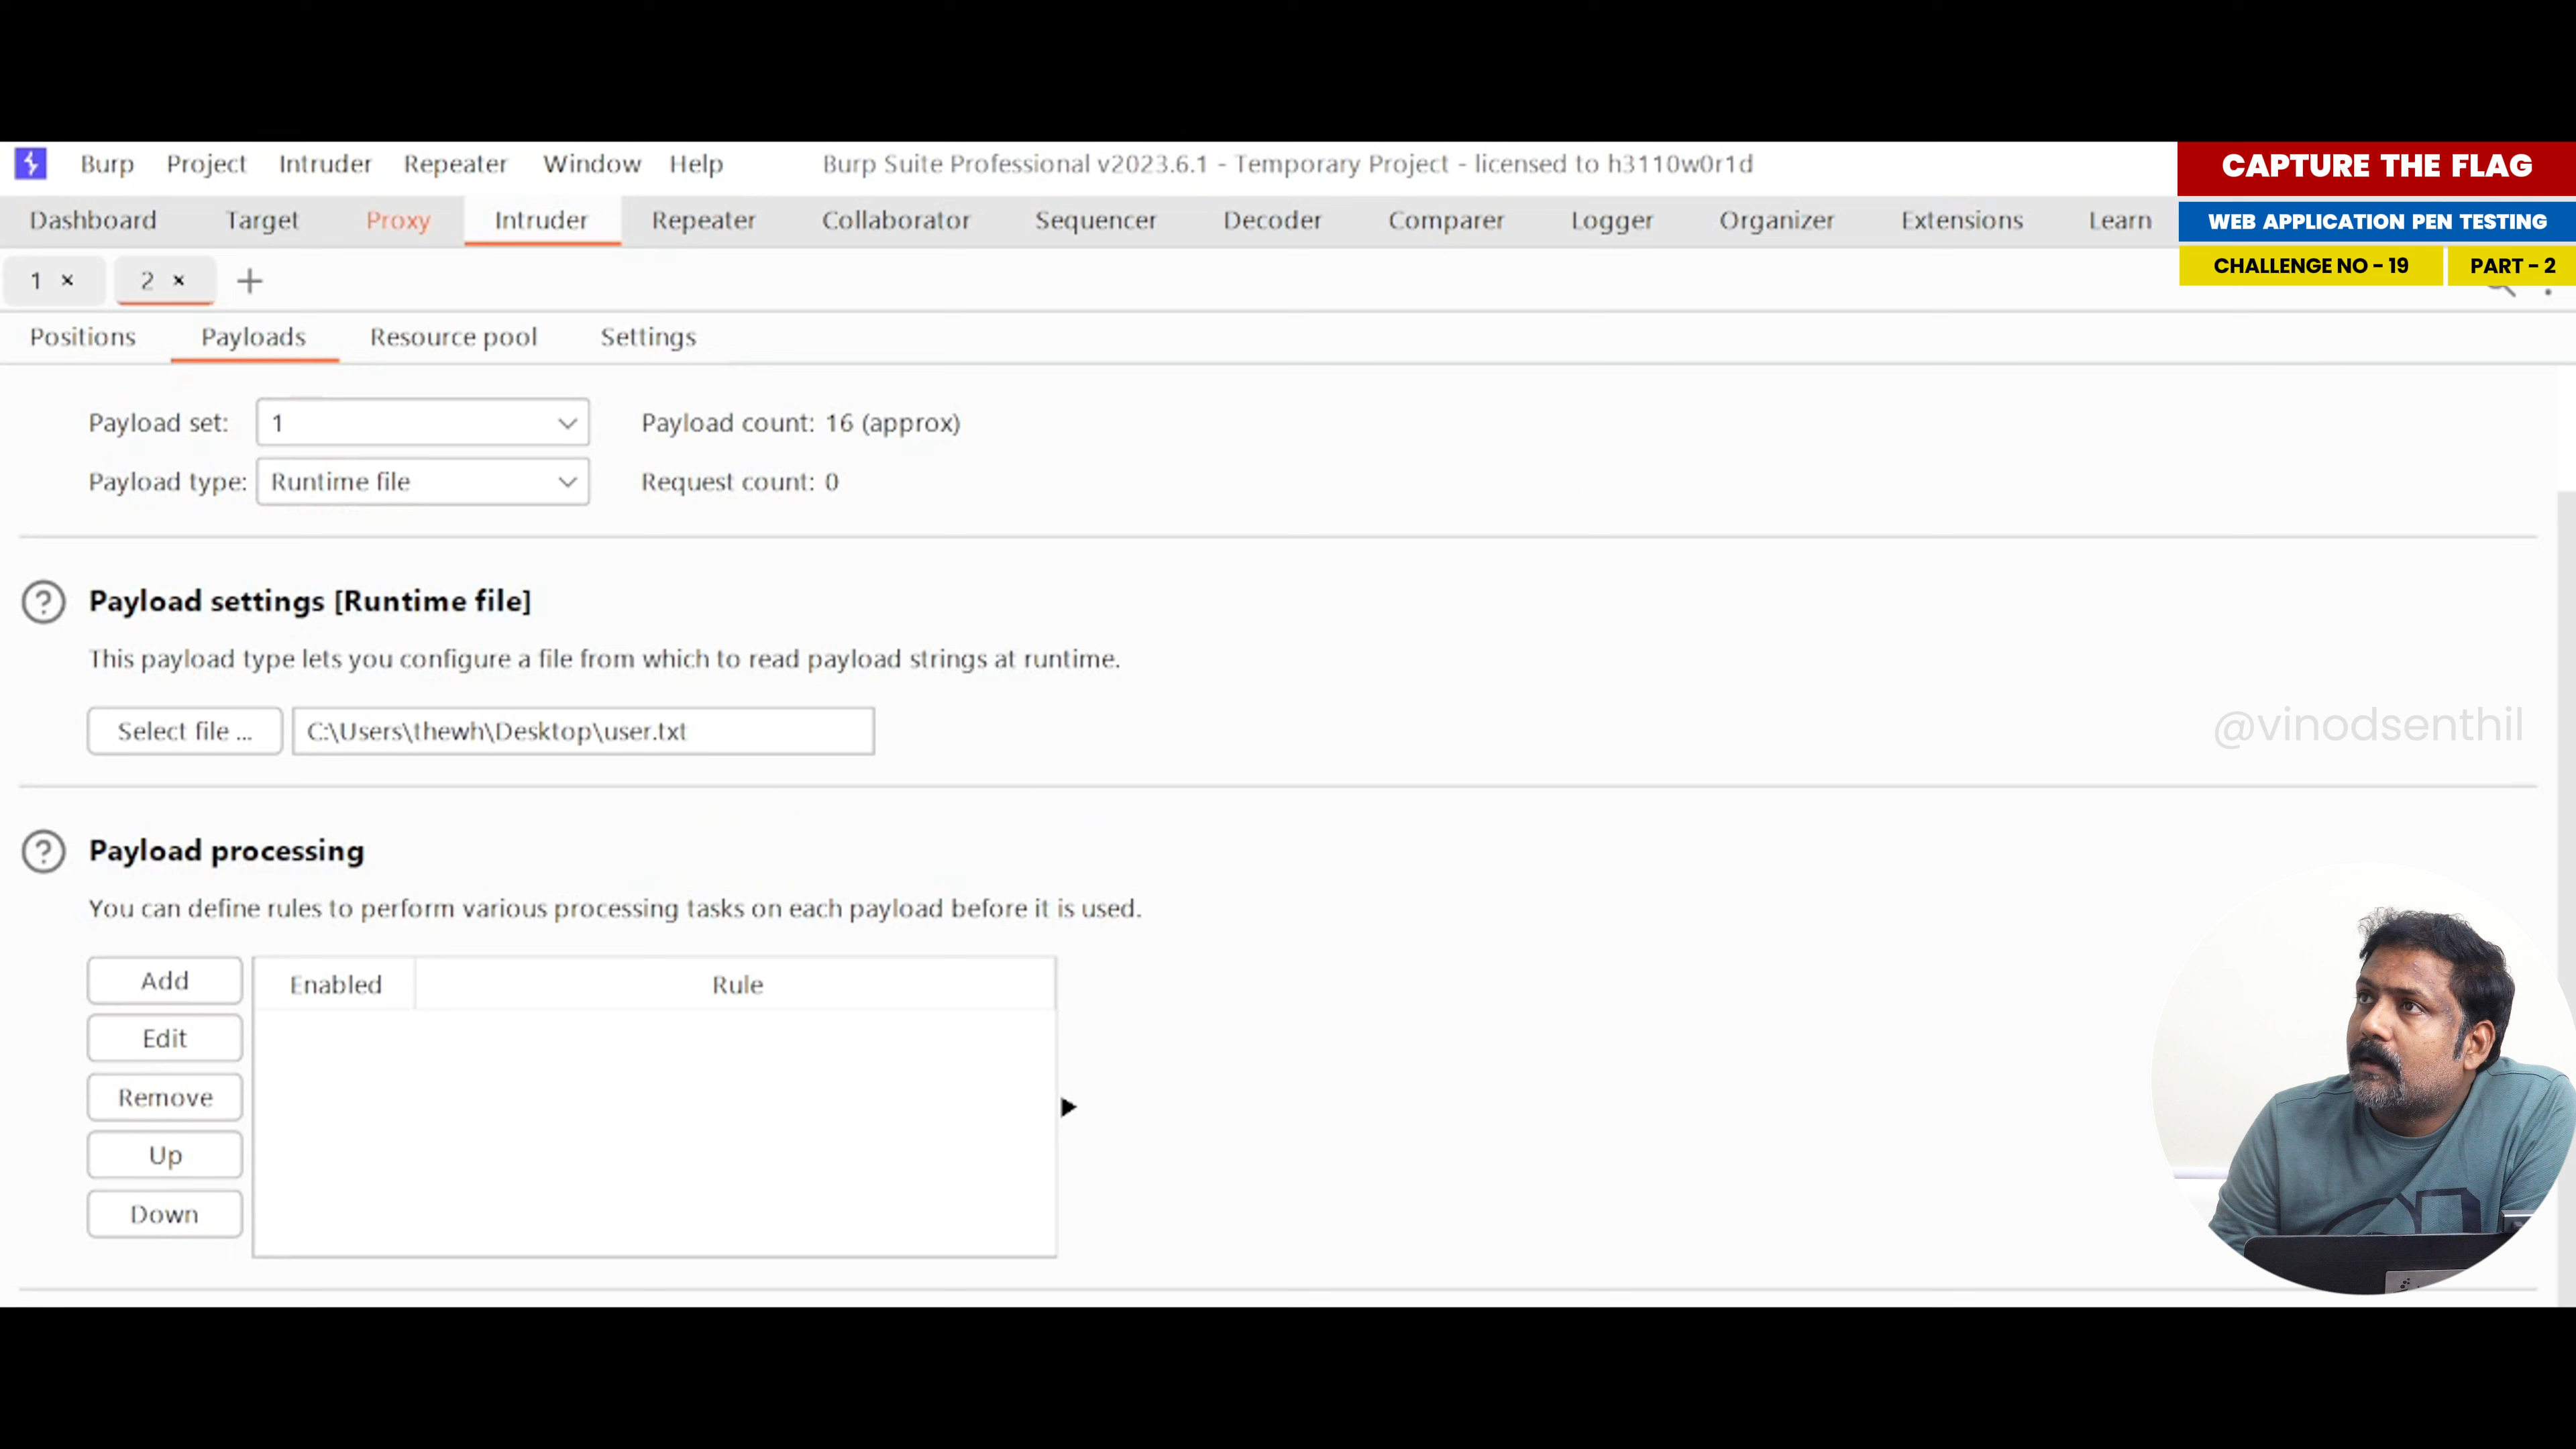 Burp Project Intruder Repeater Window Help Burp Suite Professional v2023.6.1 - Temporary Project - licensed to h3110w0r1d
CAPTURE THE FLAG
Dashboard Target Proxy Intruder Repeater Collaborator Sequencer Decoder Comparer Logger Organizer Extensions Learn
WEB APPLICATION PEN TESTING
CHALLENGE NO - 19 PART - 2
1 × 2 × +
Positions Payloads Resource pool Settings
Payload set: 1 Payload count: 16 (approx)
Payload type: Runtime file Request count: 0
? Payload settings [Runtime file]
This payload type lets you configure a file from which to read payload strings at runtime.
Select file ... C:\Users\thewh\Desktop\user.txt
@vinodsenthil
? Payload processing
You can define rules to perform various processing tasks on each payload before it is used.
Add Enabled Rule
Edit
Remove
Up
Down